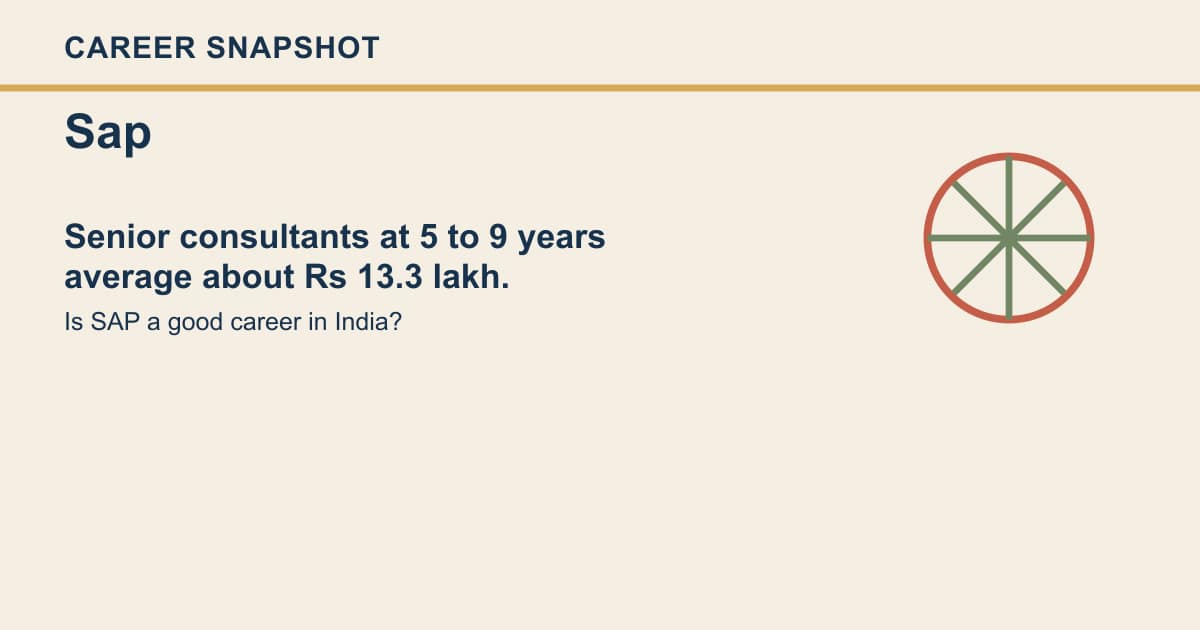 CAREER SNAPSHOT
Sap
Senior consultants at 5 to 9 years
average about Rs 13.3 lakh.
Is SAP a good career in India?